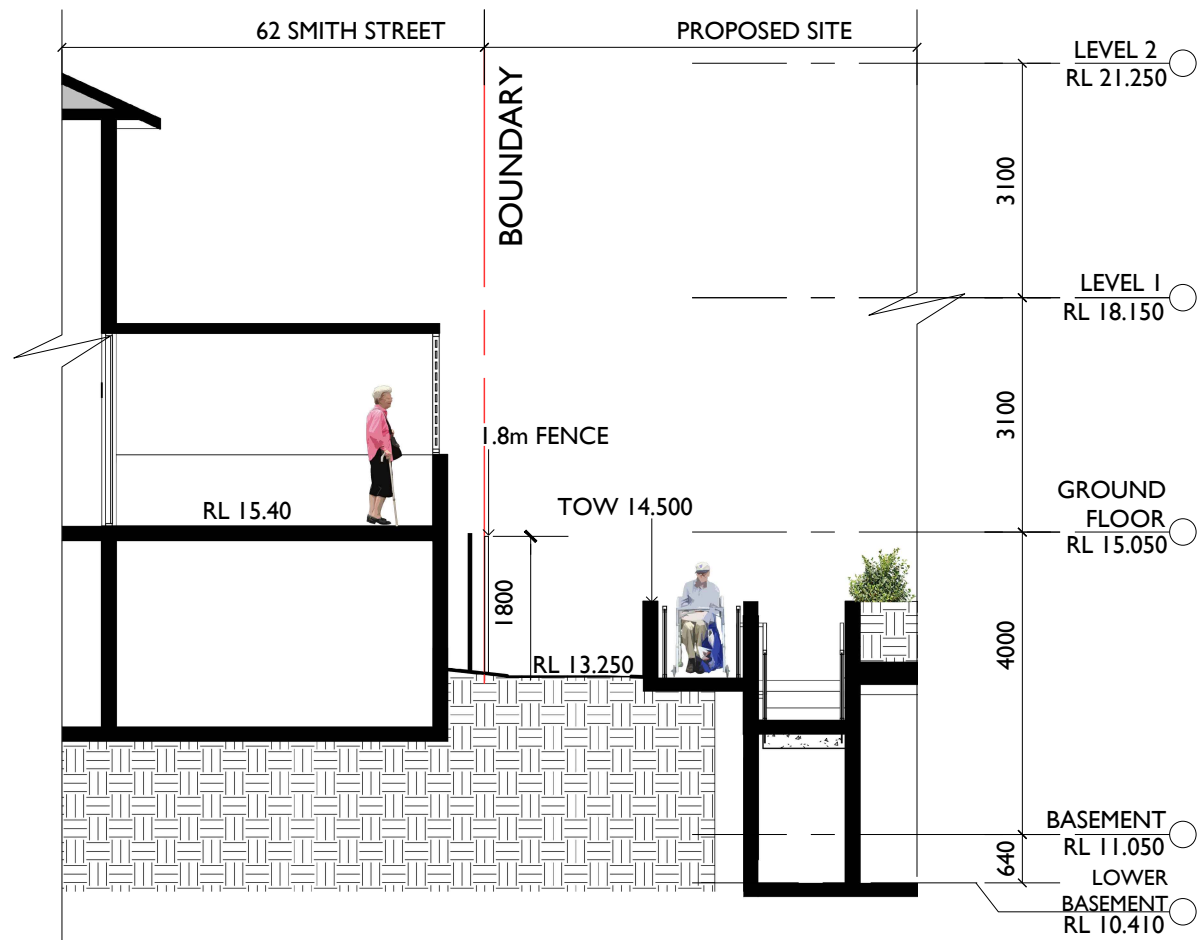 62 SMITH STREET
PROPOSED SITE
BOUNDARY
LEVEL 2
RL 21.250
3100
LEVEL 1
RL 18.150
3100
1.8m FENCE
RL 15.40
TOW 14.500
GROUND
FLOOR
RL 15.050
1800
RL 13.250
4000
BASEMENT
RL 11.050
640
LOWER
BASEMENT
RL 10.410